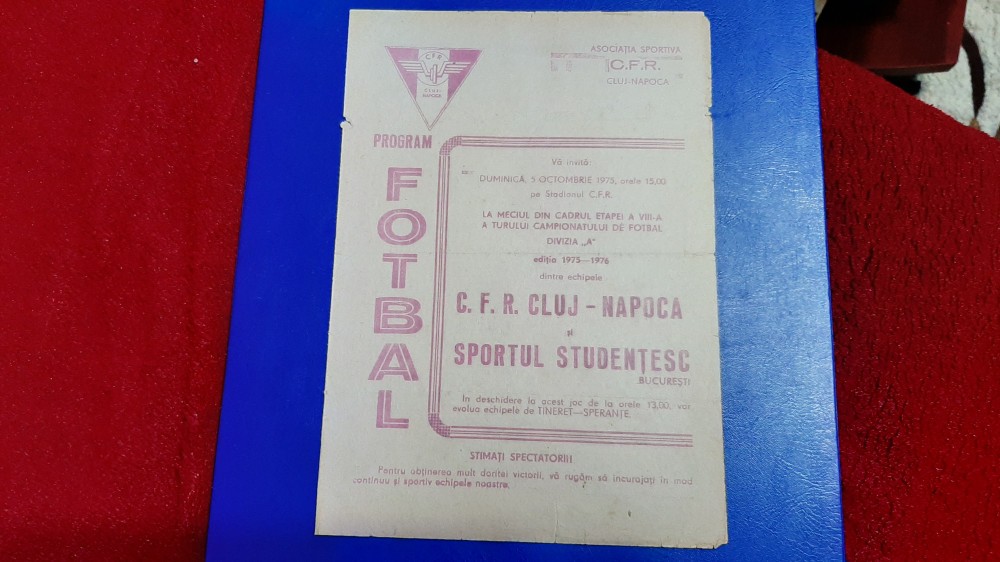 C F R
CLUJ-
NAPOCA
ASOCIAȚIA SPORTIVĂ
C.F.R.
CLUJ-NAPOCA
PROGRAM
FOTBAL
Vă invită:
DUMINICĂ, 5 OCTOMBRIE 1975, orele 15,00
pe Stadionul C.F.R.
LA MECIUL DIN CADRUL ETAPEI A VIII-A
A TURULUI CAMPIONATULUI DE FOTBAL
DIVIZIA „A"
ediția 1975—1976
dintre echipele
C. F. R. CLUJ - NAPOCA
și
SPORTUL STUDENȚESC
BUCUREȘTI
În deschidere la acest joc de la orele 13,00, vor
evolua echipele de TINERET—SPERANȚE.
STIMAȚI SPECTATORI!
Pentru obținerea mult doritei victorii, vă rugăm să încurajați în mod
continuu și sportiv echipele noastre.